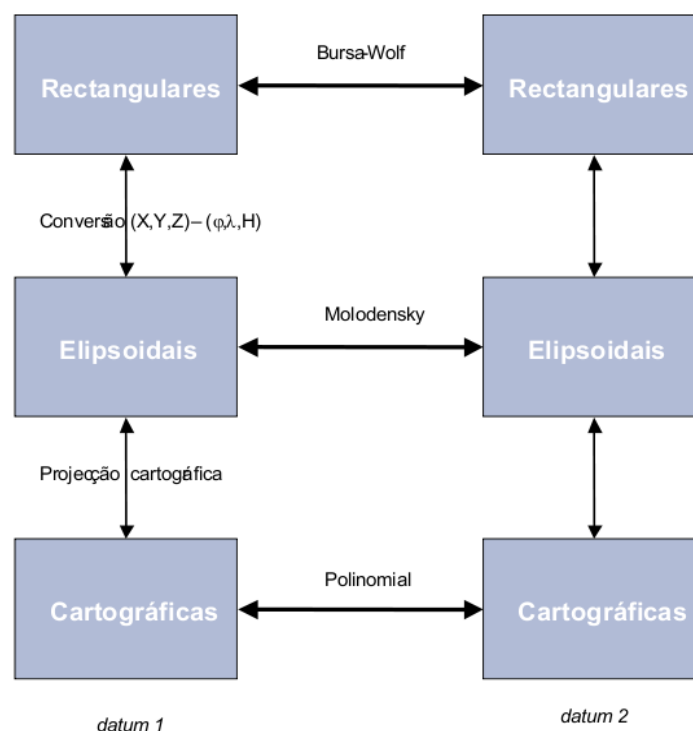 Bursa-Wolf
Rectangulares
Rectangulares
Conversão (X,Y,Z) – (φ,λ,H)
Molodensky
Elipsoidais
Elipsoidais
Projecção cartográfica
Polinomial
Cartográficas
Cartográficas
datum 1
datum 2